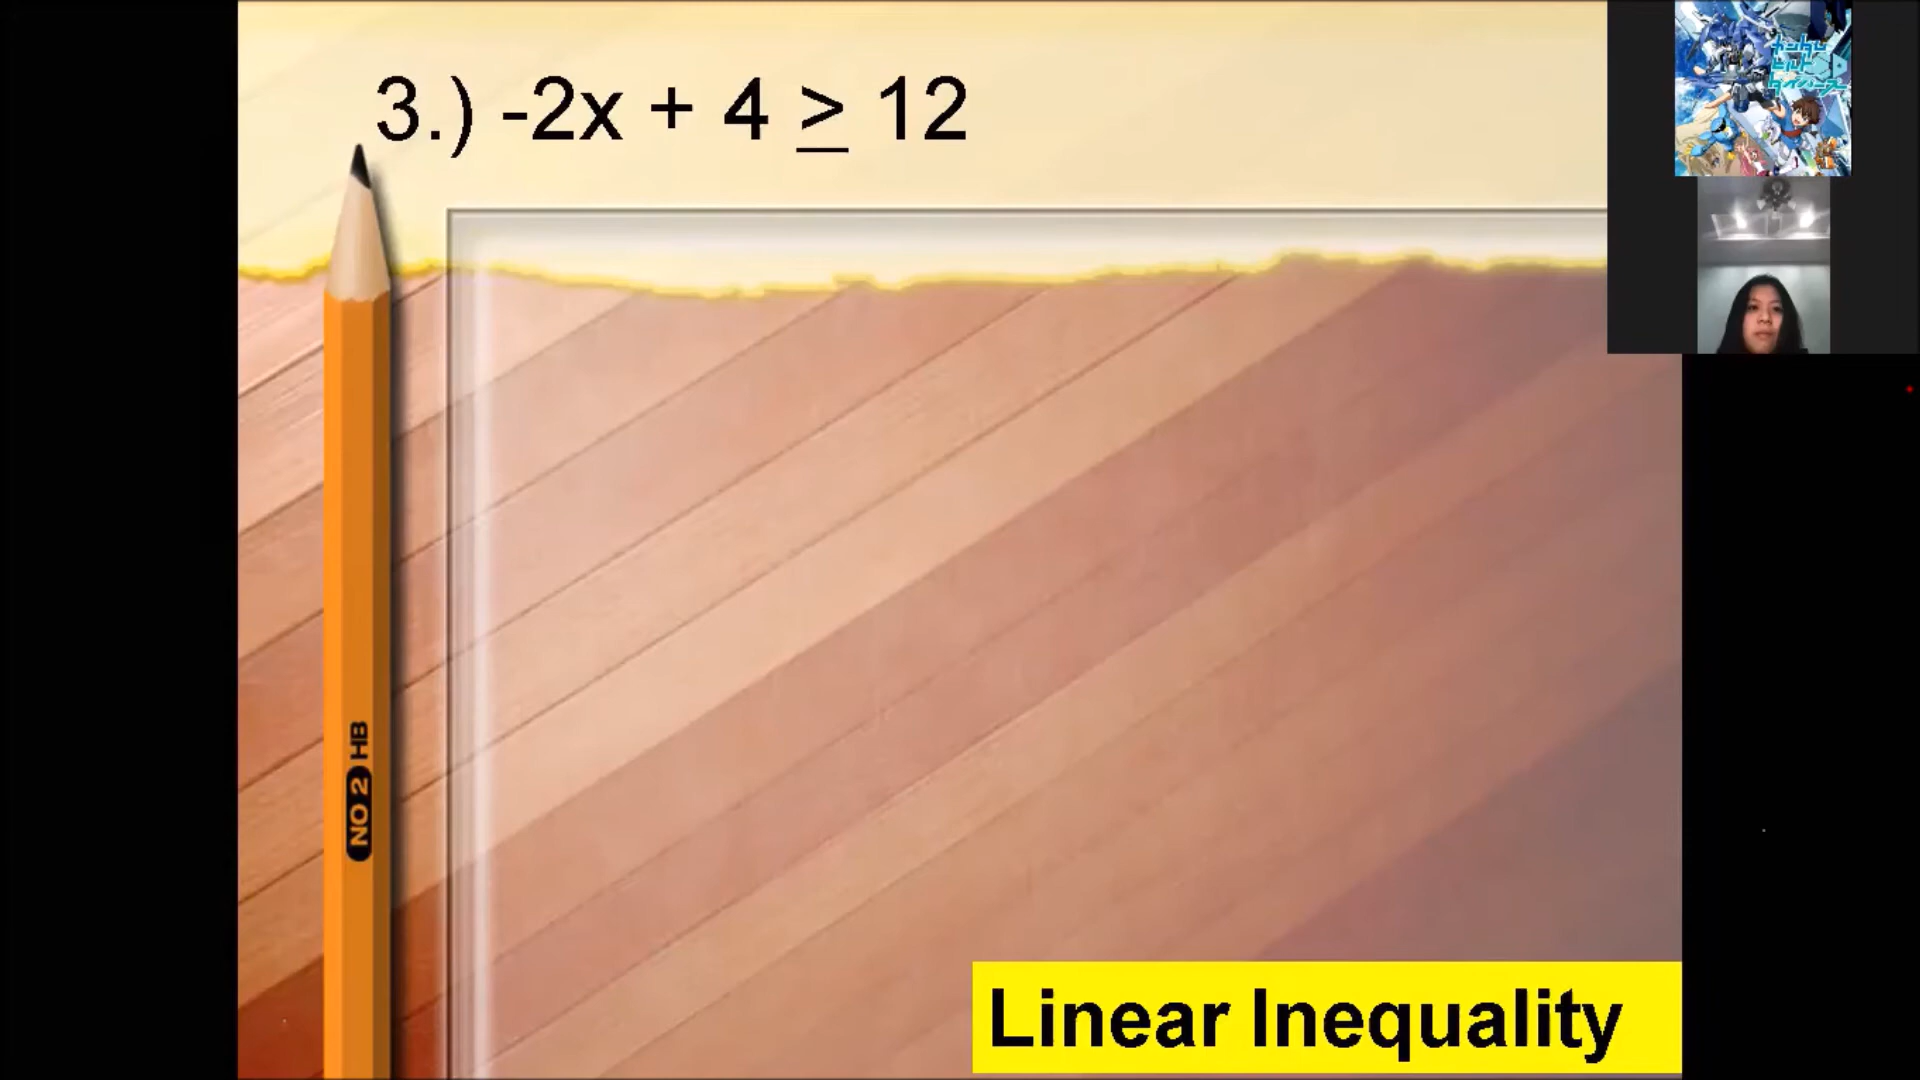 3.) -2x + 4 ≥ 12
NO 2 HB
Linear Inequality